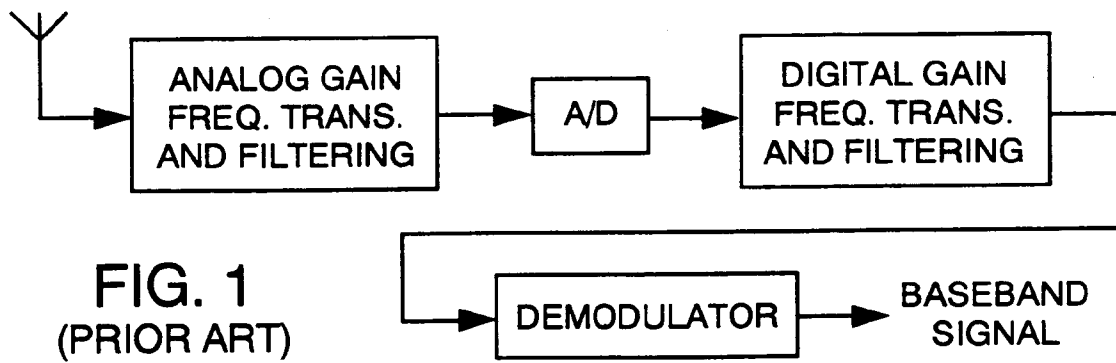 ANALOG GAIN
FREQ. TRANS.
AND FILTERING
A/D
DIGITAL GAIN
FREQ. TRANS.
AND FILTERING
FIG. 1
(PRIOR ART)
DEMODULATOR
BASEBAND
SIGNAL